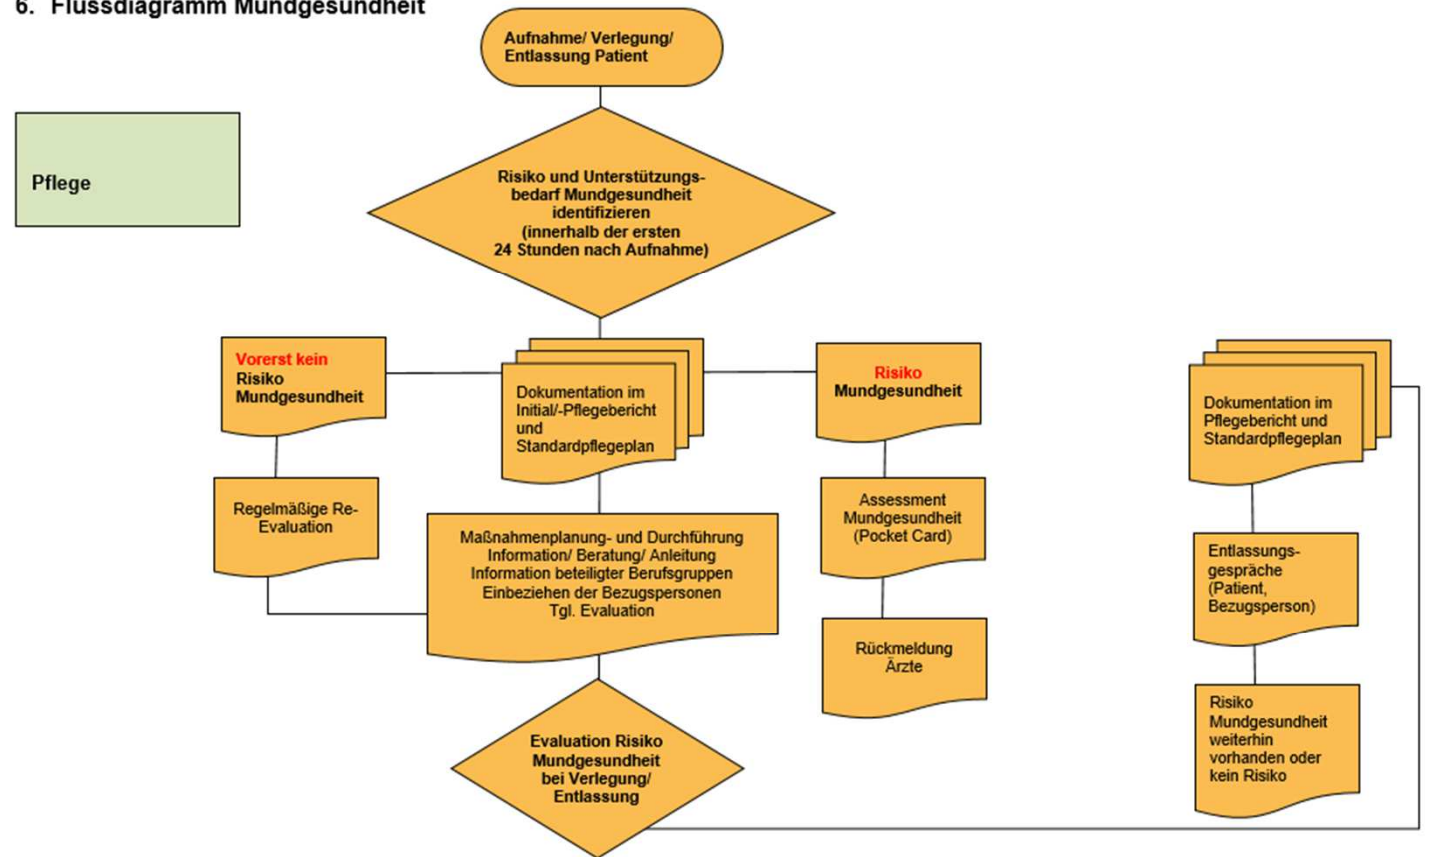 6. Flussdiagramm Mundgesundheit
Aufnahme/ Verlegung/
Entlassung Patient
Pflege
Risiko und Unterstützungs-
bedarf Mundgesundheit
identifizieren
(innerhalb der ersten
24 Stunden nach Aufnahme)
Vorerst kein
Risiko
Mundgesundheit
Dokumentation im
Initial/-Pflegebericht
und
Standardpflegeplan
Risiko
Mundgesundheit
Dokumentation im
Pflegebericht und
Standardpflegeplan
Regelmäßige Re-
Evaluation
Assessment
Mundgesundheit
(Pocket Card)
Maßnahmenplanung- und Durchführung
Information/ Beratung/ Anleitung
Information beteiligter Berufsgruppen
Einbeziehen der Bezugspersonen
Tgl. Evaluation
Entlassungs-
gespräche
(Patient,
Bezugsperson)
Rückmeldung
Ärzte
Risiko
Mundgesundheit
weiterhin
vorhanden oder
kein Risiko
Evaluation Risiko
Mundgesundheit
bei Verlegung/
Entlassung